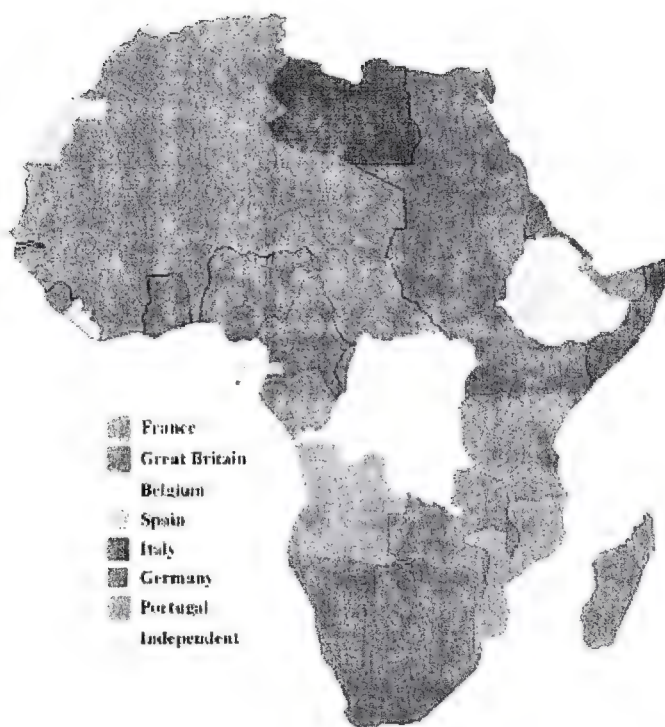 France
Great Britain
Belgium
Spain
Italy
Germany
Portugal
Independent